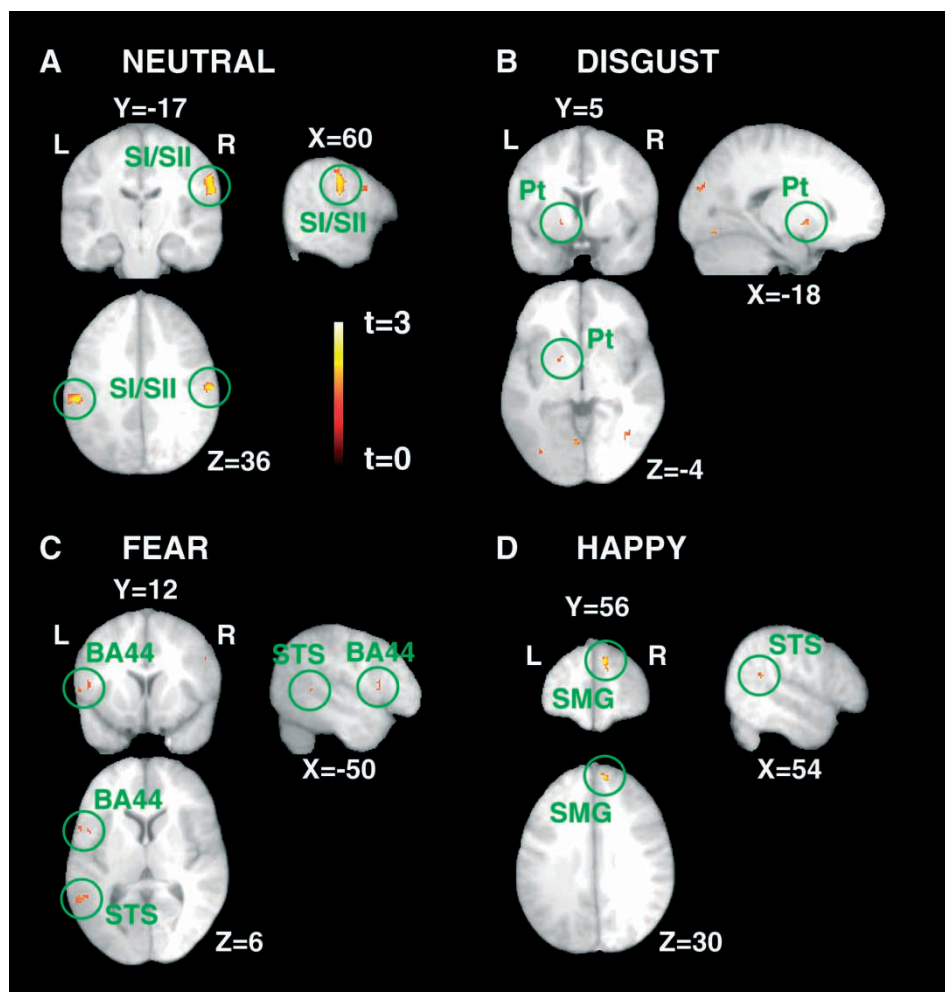 A NEUTRAL
Y=-17
L R
SI/SII
X=60
SI/SII
SI/SII
Z=36
t=3
t=0
B DISGUST
Y=5
L R
Pt
Pt
X=-18
Pt
Z=-4
C FEAR
Y=12
L R
BA44
STS BA44
X=-50
BA44
STS
Z=6
D HAPPY
Y=56
L R
SMG
STS
X=54
SMG
Z=30